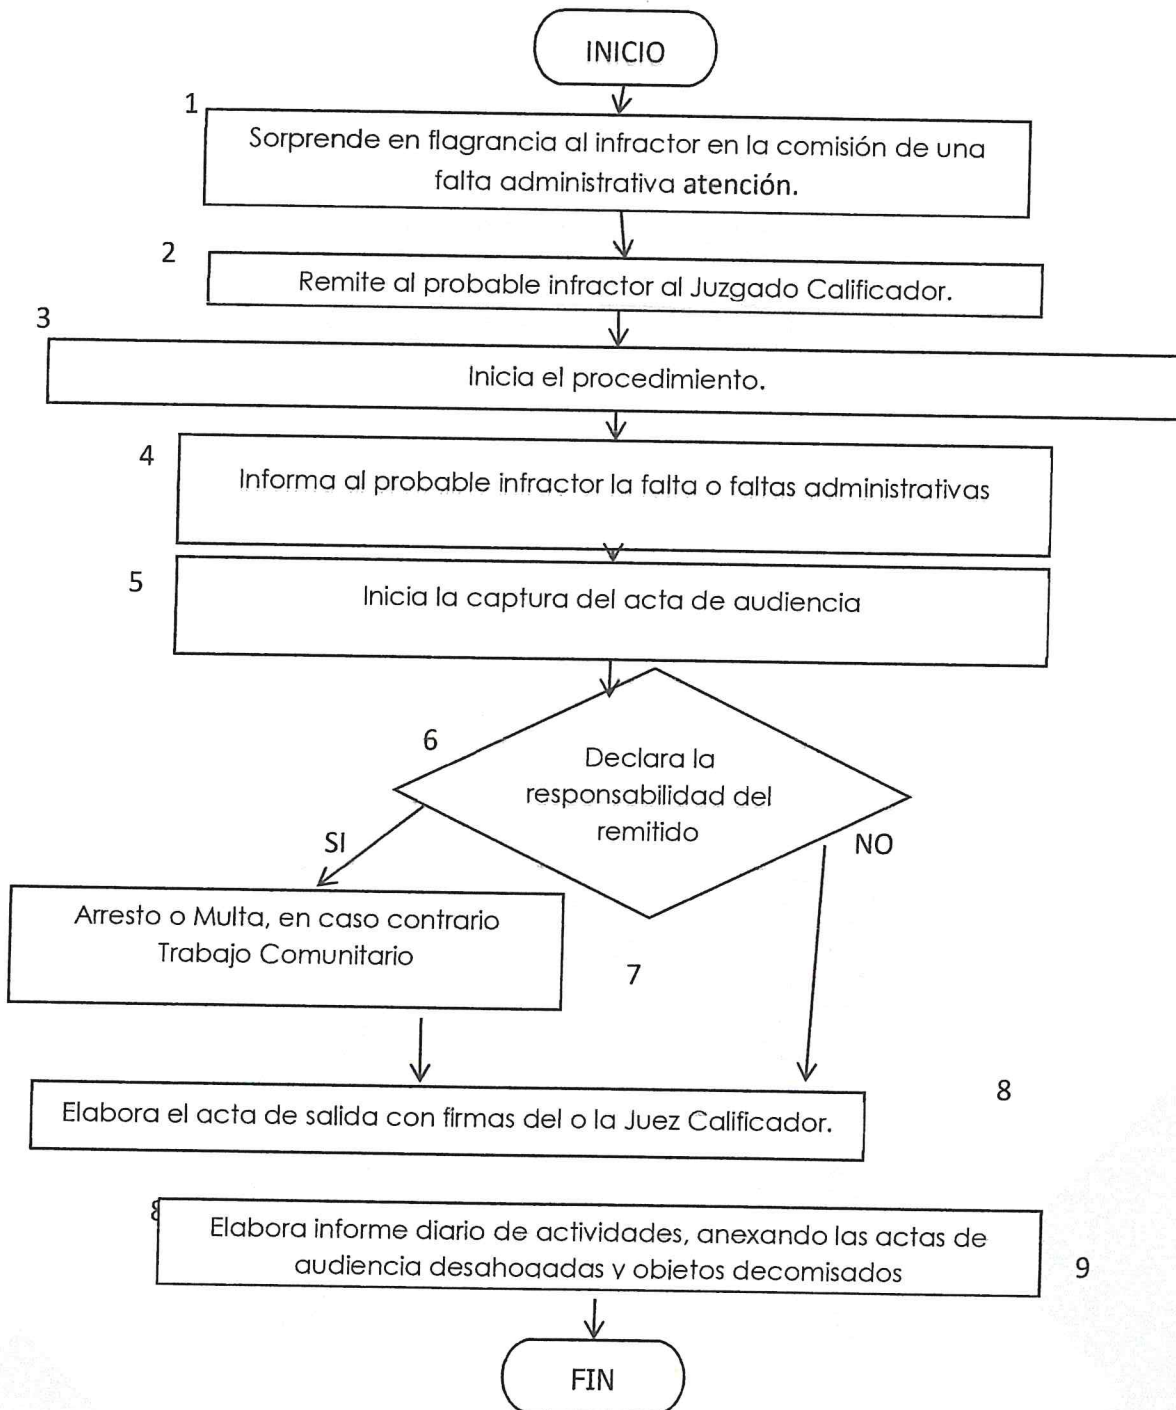 INICIO
1
Sorprende en flagrancia al infractor en la comisión de una
falta administrativa atención.
2
Remite al probable infractor al Juzgado Calificador.
3
Inicia el procedimiento.
4
Informa al probable infractor la falta o faltas administrativas
5
Inicia la captura del acta de audiencia
6
Declara la
responsabilidad del
remitido
SI
NO
Arresto o Multa, en caso contrario
Trabajo Comunitario
7
8
Elabora el acta de salida con firmas del o la Juez Calificador.
Elabora informe diario de actividades, anexando las actas de
audiencia desahogadas y objetos decomisados
9
FIN